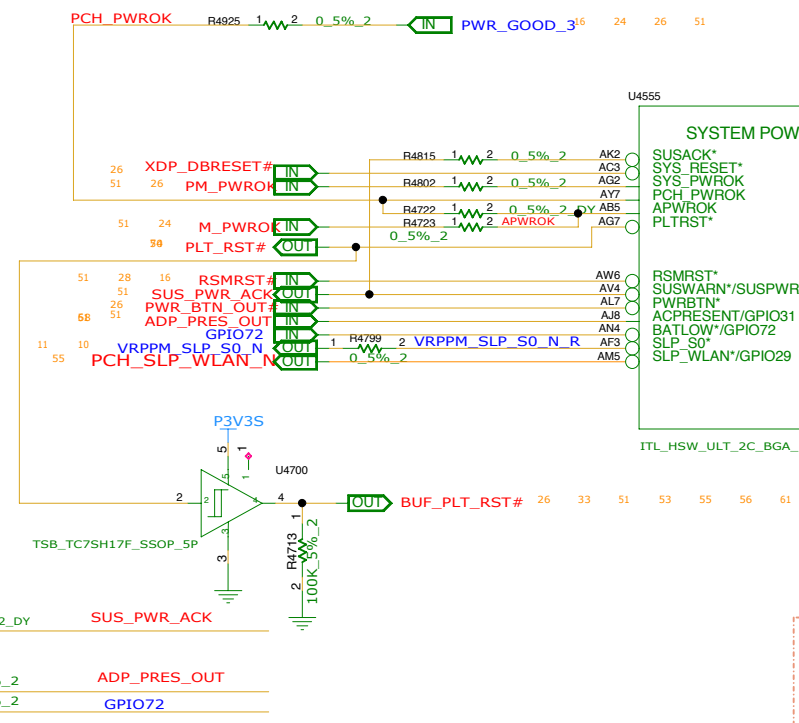 PCH_PWROK R4925 1 2 0_5%_2 IN PWR_GOOD_3 16 24 26 51
U4555
SYSTEM POW
R4815 1 2 0_5%_2 AK2 SUSACK*
26 XDP_DBRESET# IN AC3 SYS_RESET*
51 26 PM_PWROK IN R4802 1 2 0_5%_2 AG2 SYS_PWROK
AY7 PCH_PWROK
R4722 1 2 0_5%_2_DY AB5 APWROK
51 24 M_PWROK IN R4723 1 2 APWROK AG7 PLTRST*
0_5%_2
PLT_RST# OUT
51 28 16 RSMRST# IN AW6 RSMRST*
51 SUS_PWR_ACK OUT AV4 SUSWARN*/SUSPWR
26 PWR_BTN_OUT# IN AL7 PWRBTN*
51 ADP_PRES_OUT IN AJ8 ACPRESENT/GPIO31
GPIO72 IN AN4 BATLOW*/GPIO72
11 10 VRPPM_SLP_S0_N OUT 1 R4799 2 VRPPM_SLP_S0_N_R AF3 SLP_S0*
55 PCH_SLP_WLAN_N OUT 0_5%_2 AM5 SLP_WLAN*/GPIO29
P3V3S
ITL_HSW_ULT_2C_BGA_
5 1
5 1
U4700
2 2 4 4 OUT BUF_PLT_RST# 26 33 51 53 55 56 61
3
TSB_TC7SH17F_SSOP_5P
3
1 R4713 2 100K_5%_2
2_DY SUS_PWR_ACK
_2 ADP_PRES_OUT
_2 GPIO72